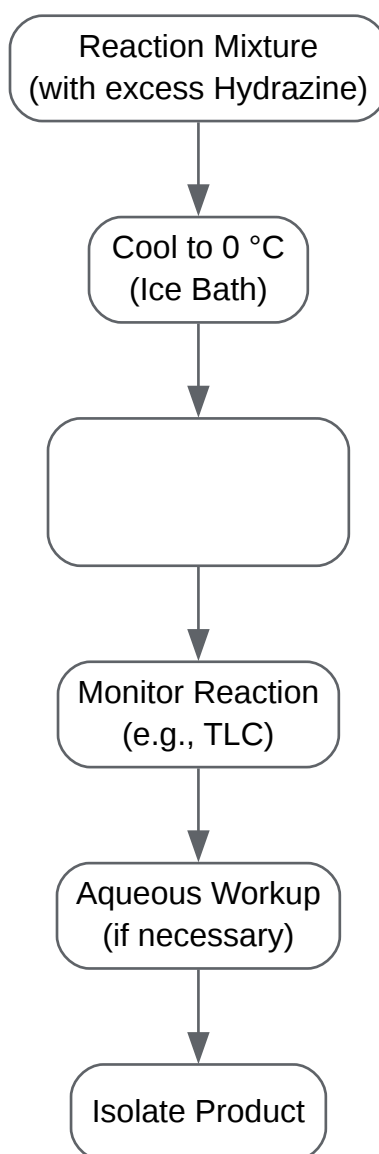 Reaction Mixture
(with excess Hydrazine)
Cool to 0 °C
(Ice Bath)
Monitor Reaction
(e.g., TLC)
Aqueous Workup
(if necessary)
Isolate Product